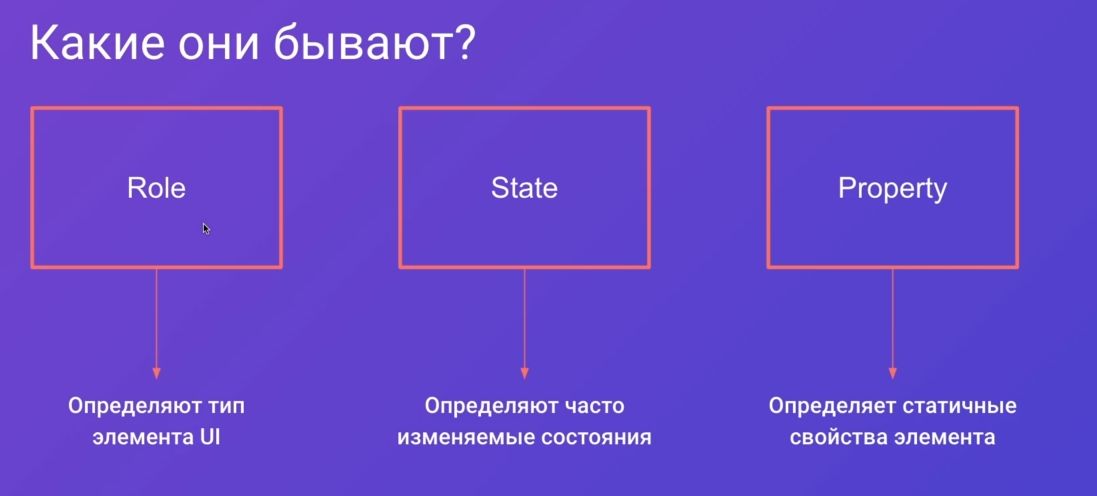 Какие они бывают?
Role
State
Property
Определяют тип
элемента UI
Определяют часто
изменяемые состояния
Определяет статичные
свойства элемента